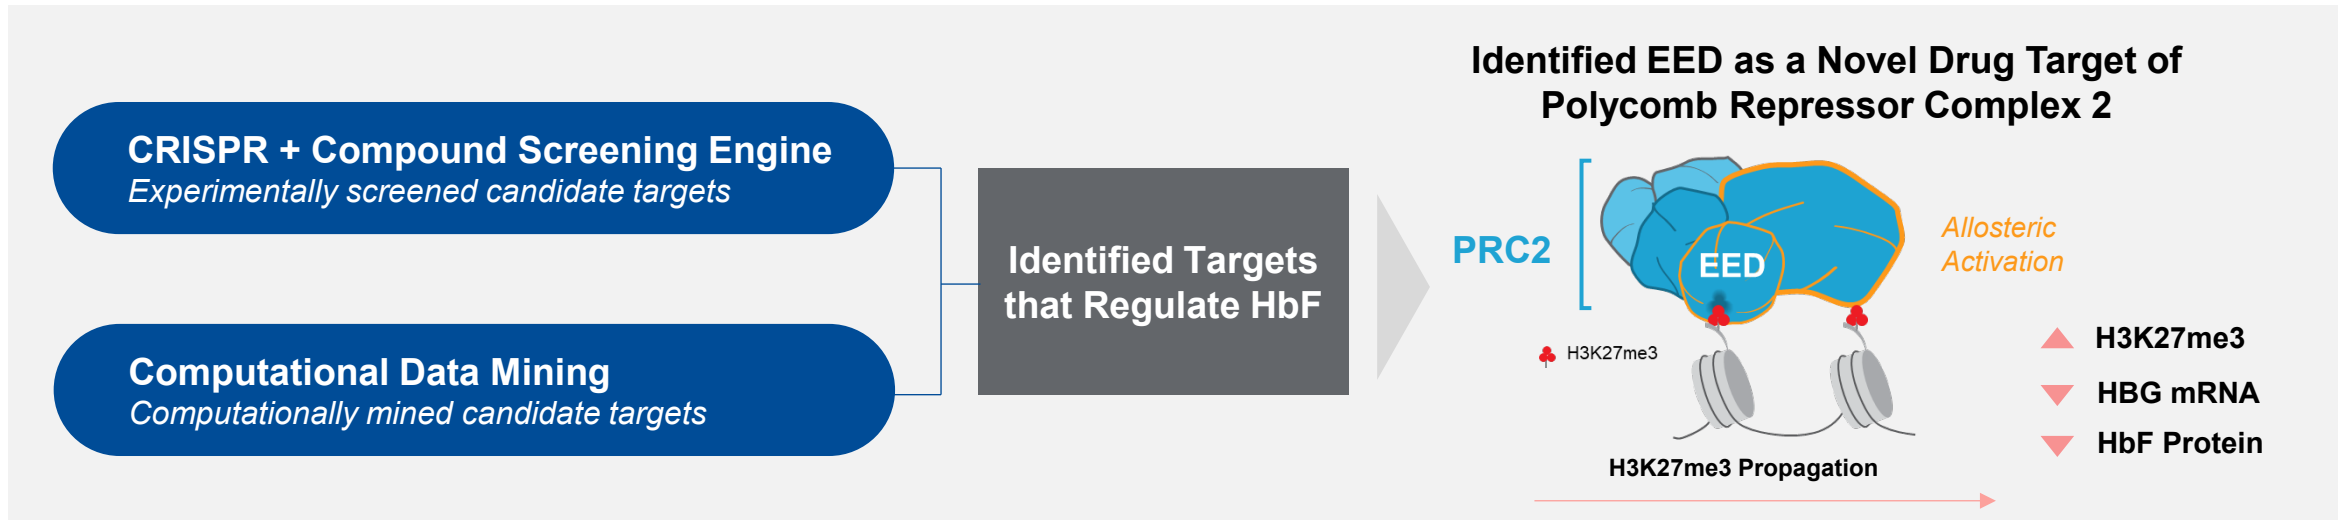 CRISPR + Compound Screening Engine
Experimentally screened candidate targets
Computational Data Mining
Computationally mined candidate targets
Identified Targets
that Regulate HbF
Identified EED as a Novel Drug Target of
Polycomb Repressor Complex 2
PRC2
EED
Allosteric
Activation
H3K27me3
H3K27me3
HBG mRNA
HbF Protein
H3K27me3 Propagation